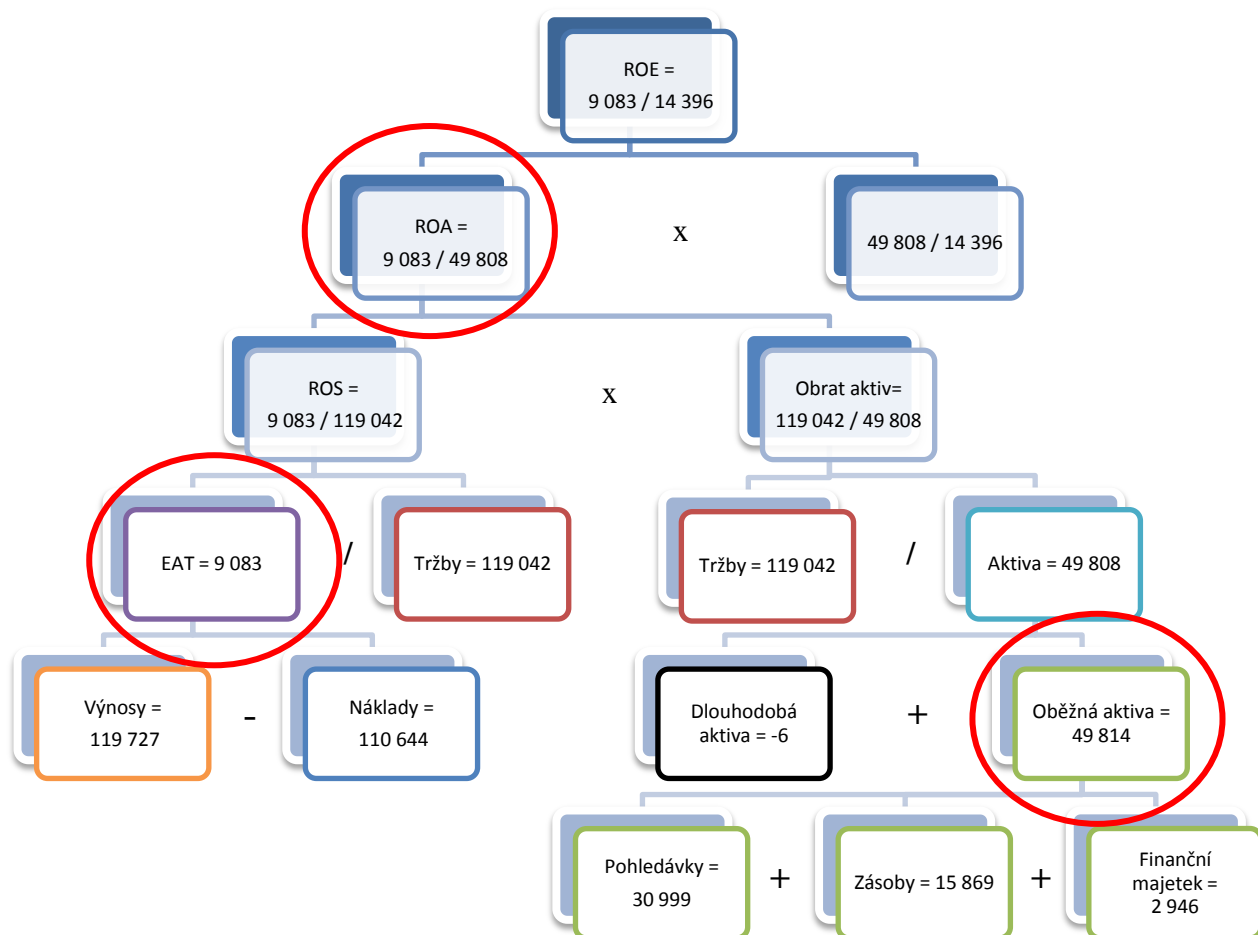 ROE =
9 083 / 14 396
ROA =
9 083 / 49 808
x
49 808 / 14 396
ROS =
9 083 / 119 042
x
Obrat aktiv=
119 042 / 49 808
EAT = 9 083
/
Tržby = 119 042
Tržby = 119 042
/
Aktiva = 49 808
Výnosy =
119 727
-
Náklady =
110 644
Dlouhodobá
aktiva = -6
+
Oběžná aktiva =
49 814
Pohledávky =
30 999
+
Zásoby = 15 869
+
Finanční
majetek =
2 946